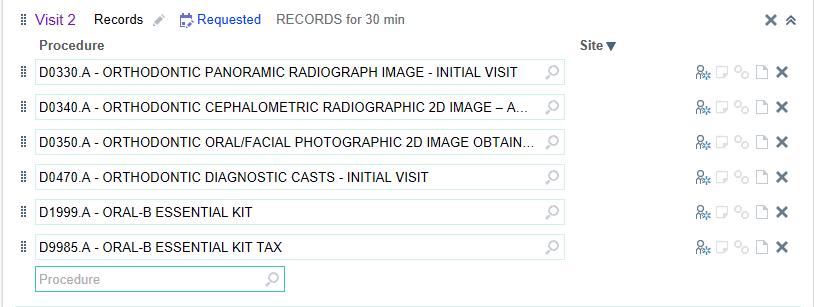 Visit 2 Records Requested RECORDS for 30 min
Procedure Site
D0330.A - ORTHODONTIC PANORAMIC RADIOGRAPH IMAGE - INITIAL VISIT
D0340.A - ORTHODONTIC CEPHALOMETRIC RADIOGRAPHIC 2D IMAGE – A...
D0350.A - ORTHODONTIC ORAL/FACIAL PHOTOGRAPHIC 2D IMAGE OBTAIN...
D0470.A - ORTHODONTIC DIAGNOSTIC CASTS - INITIAL VISIT
D1999.A - ORAL-B ESSENTIAL KIT
D9985.A - ORAL-B ESSENTIAL KIT TAX
Procedure